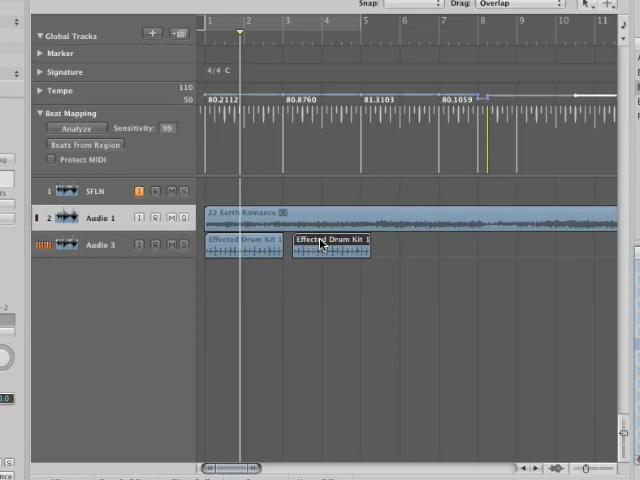 Snap:
Drag: Overlap
1 2 3 4 5 6 7 8 9 10 11
Global Tracks
Marker
Signature
4/4 C
Tempo
110
50
80.2112 80.8760 81.3103 80.1059
Beat Mapping
Analyze Sensitivity: 99
Beats from Region
Protect MIDI
1 SFLN I R M S
2 Audio 1 I R M S
22 Earth Romance
Audio 3 I R M S
Effected Drum Kit 1
Effected Drum Kit 1